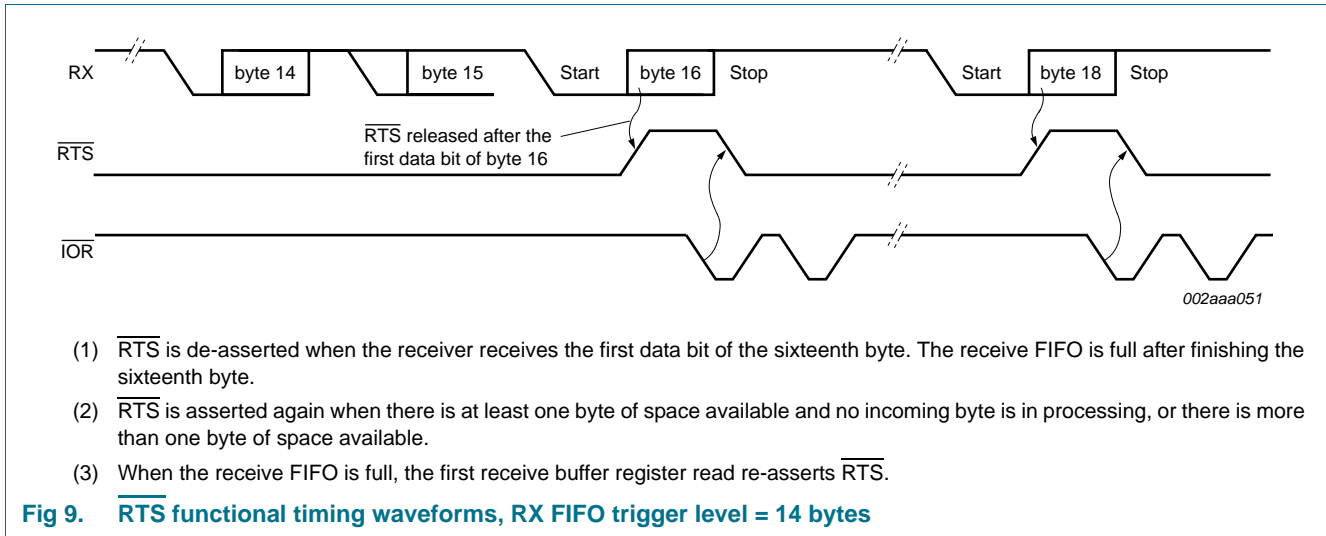 RX
byte 14
byte 15
Start
byte 16
Stop
Start
byte 18
Stop
RTS released after the
first data bit of byte 16
RTS
IOR
002aaa051
(1) RTS is de-asserted when the receiver receives the first data bit of the sixteenth byte. The receive FIFO is full after finishing the
sixteenth byte.
(2) RTS is asserted again when there is at least one byte of space available and no incoming byte is in processing, or there is more
than one byte of space available.
(3) When the receive FIFO is full, the first receive buffer register read re-asserts RTS.
Fig 9. RTS functional timing waveforms, RX FIFO trigger level = 14 bytes